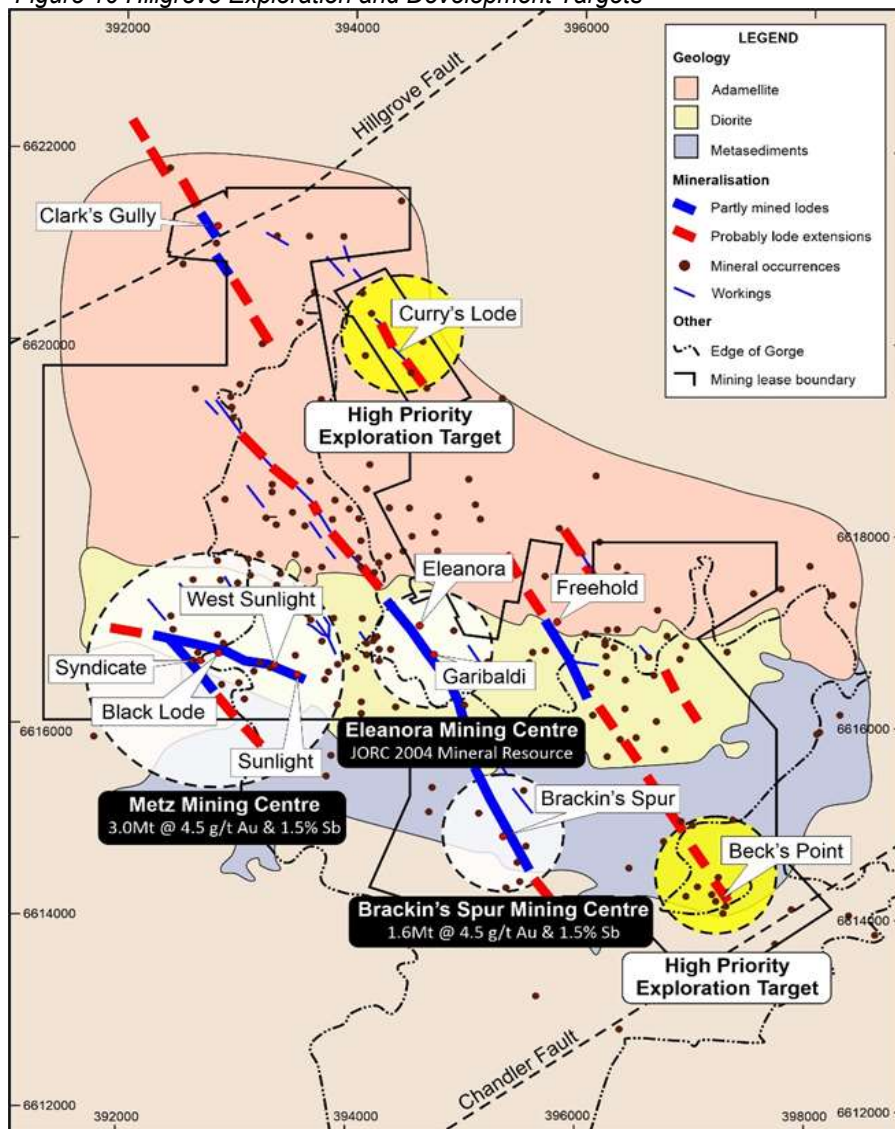 Figure 10 Hillgrove Exploration and Development Targets
392000
394000
396000
LEGEND
Geology
Adamellite
Diorite
Metasediments
Mineralisation
Partly mined lodes
Probably lode extensions
Mineral occurrences
Workings
Other
Edge of Gorge
Mining lease boundary
Hillgrove Fault
6622000
Clark's Gully
6620000
Curry's Lode
High Priority
Exploration Target
6618000
Eleanora
Freehold
West Sunlight
Syndicate
Garibaldi
Black Lode
6616000
6616000
Sunlight
Eleanora Mining Centre
JORC 2004 Mineral Resource
Metz Mining Centre
3.0Mt @ 4.5 g/t Au & 1.5% Sb
Brackin's Spur
Beck's Point
6614000
6614000
Brackin's Spur Mining Centre
1.6Mt @ 4.5 g/t Au & 1.5% Sb
High Priority
Exploration Target
Chandler Fault
6612000
6612000
392000
394000
396000
398000